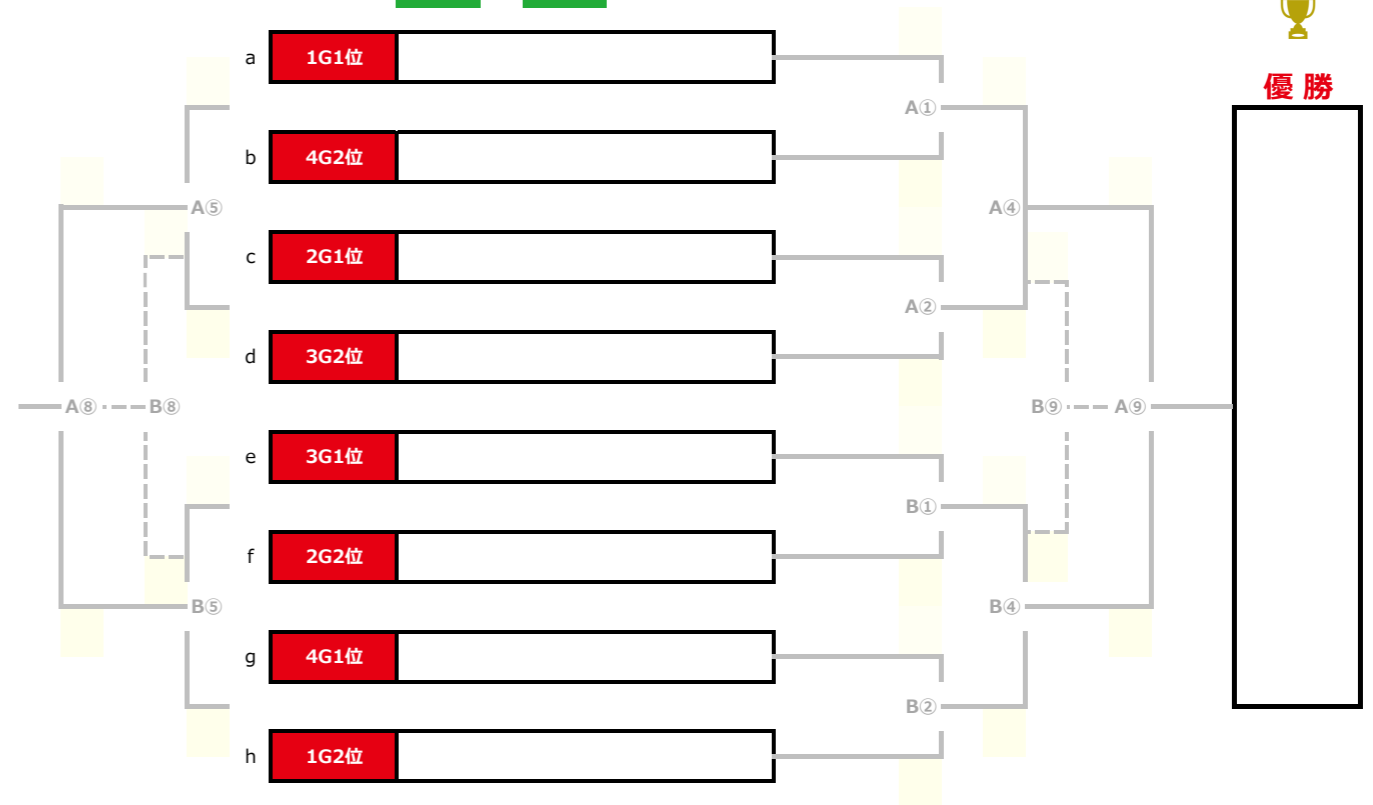 優 勝
a 1G1位
A①
b 4G2位
A⑤ A④
c 2G1位
A②
d 3G2位
A⑧ B⑧ B⑨ A⑨
e 3G1位
B①
f 2G2位
B⑤ B④
g 4G1位
B②
h 1G2位